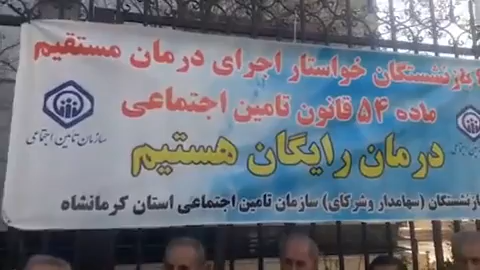 بازنشستگان خواستار اجرای درمان مستقیم
ماده ۵۴ قانون تامین اجتماعی
درمان رایگان هستیم
سازمان تأمین اجتماعی
بازنشستگان (سهامدار وشرکای) سازمان تامین اجتماعی استان کرمانشاه